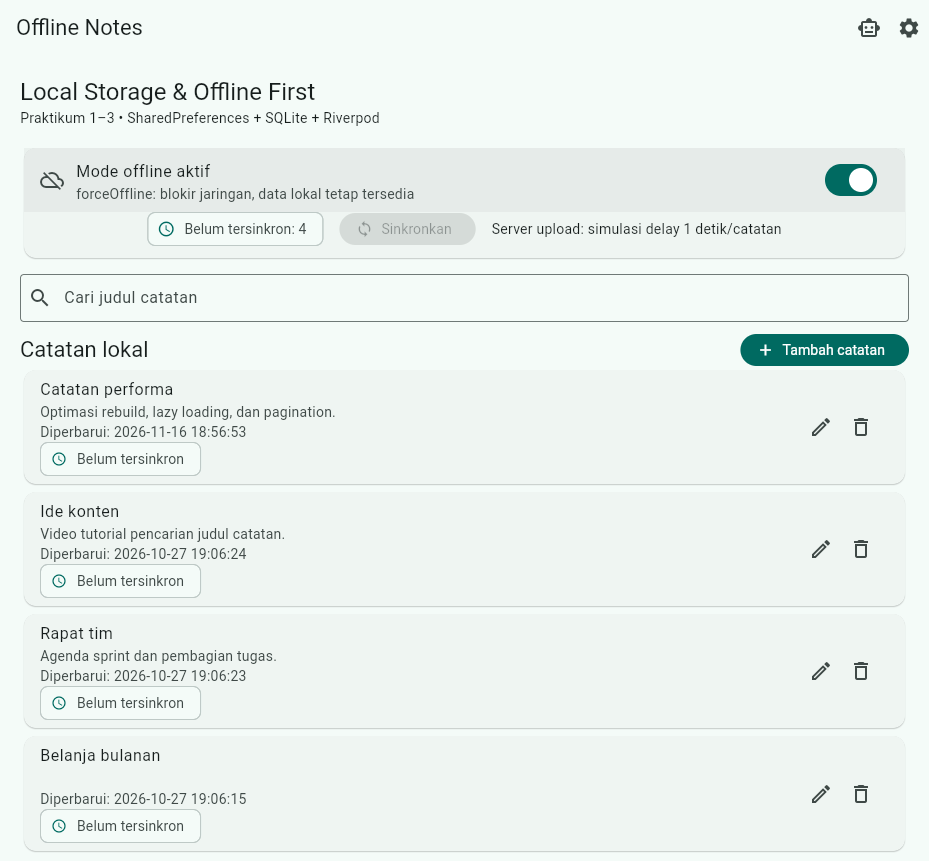 Offline Notes
Local Storage & Offline First
Praktikum 1–3 • SharedPreferences + SQLite + Riverpod
Mode offline aktif
forceOffline: blokir jaringan, data lokal tetap tersedia
Belum tersinkron: 4
Sinkronkan
Server upload: simulasi delay 1 detik/catatan
Cari judul catatan
Catatan lokal
Tambah catatan
Catatan performa
Optimasi rebuild, lazy loading, dan pagination.
Diperbarui: 2026-11-16 18:56:53
Belum tersinkron
Ide konten
Video tutorial pencarian judul catatan.
Diperbarui: 2026-10-27 19:06:24
Belum tersinkron
Rapat tim
Agenda sprint dan pembagian tugas.
Diperbarui: 2026-10-27 19:06:23
Belum tersinkron
Belanja bulanan
Diperbarui: 2026-10-27 19:06:15
Belum tersinkron